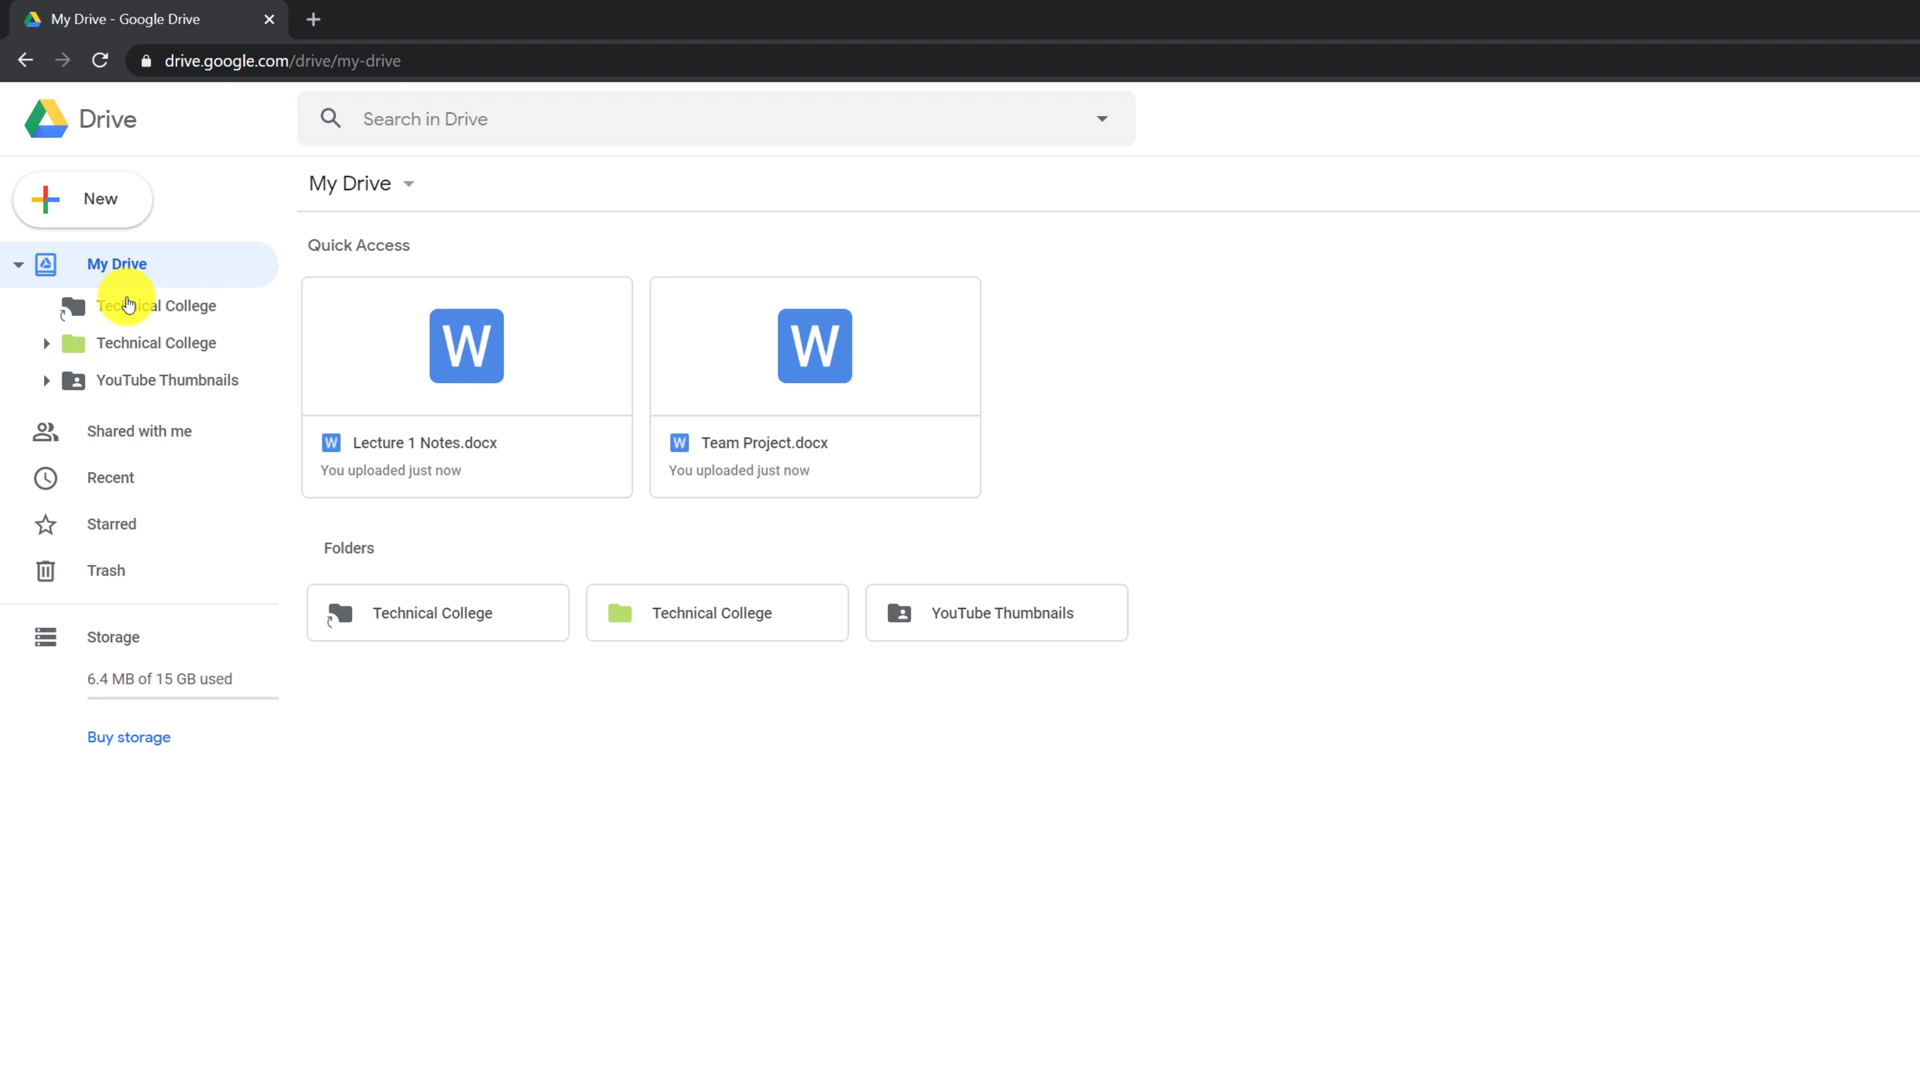 My Drive - Google Drive
drive.google.com/drive/my-drive
Drive
Search in Drive
New
My Drive
My Drive
Technical College
Technical College
YouTube Thumbnails
Shared with me
Recent
Starred
Trash
Storage
6.4 MB of 15 GB used
Buy storage
Quick Access
W
W
W Lecture 1 Notes.docx
You uploaded just now
W Team Project.docx
You uploaded just now
Folders
Technical College
Technical College
YouTube Thumbnails